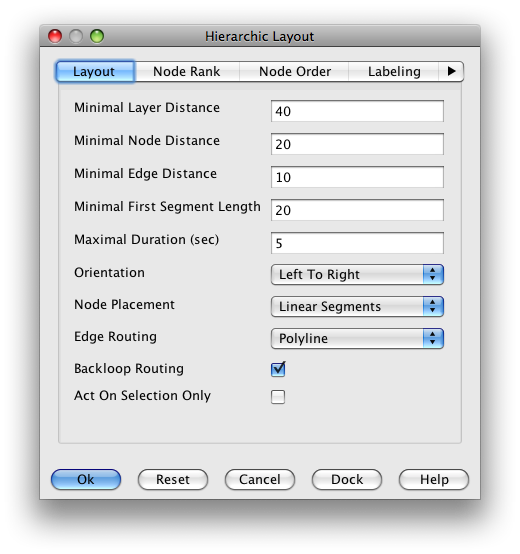 Hierarchic Layout
Layout Node Rank Node Order Labeling
Minimal Layer Distance 40
Minimal Node Distance 20
Minimal Edge Distance 10
Minimal First Segment Length 20
Maximal Duration (sec) 5
Orientation Left To Right
Node Placement Linear Segments
Edge Routing Polyline
Backloop Routing
Act On Selection Only
Ok Reset Cancel Dock Help